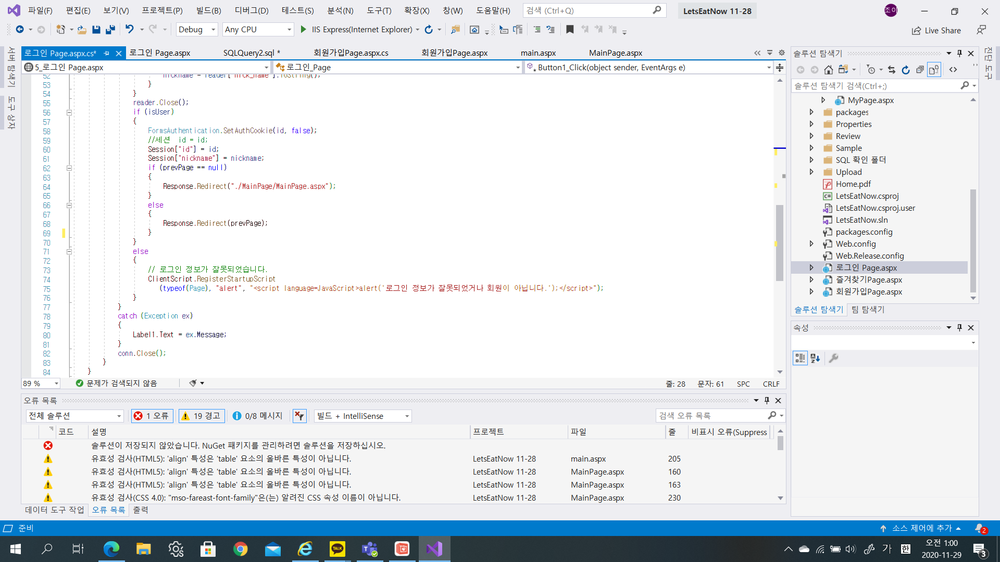 파일(F) 편집(E) 보기(V) 프로젝트(P) 빌드(B) 디버그(D) 테스트(S) 분석(N) 도구(T) 확장(X) 창(W) 도움말(H) 검색 (Ctrl+Q) LetsEatNow 11-28 조이
Debug Any CPU IIS Express(Internet Explorer) Live Share
서버 탐색기
도구 상자
로그인 Page.aspx.cs* 로그인 Page.aspx SQLQuery2.sql * 회원가입Page.aspx.cs 회원가입Page.aspx main.aspx MainPage.aspx
5_로그인 Page.aspx 로그인_Page Button1_Click(object sender, EventArgs e)
52 nickname = reader["nick_name"].ToString();
53 }
54 }
55 reader.Close();
56 if (isUser)
57 {
58 FormsAuthentication.SetAuthCookie(id, false);
59 //세션 id = id;
60 Session["id"] = id;
61 Session["nickname"] = nickname;
62 if (prevPage == null)
63 {
64 Response.Redirect("./MainPage/MainPage.aspx");
65 }
66 else
67 {
68 Response.Redirect(prevPage);
69 }
70 }
71 else
72 {
73 // 로그인 정보가 잘못되었습니다.
74 ClientScript.RegisterStartupScript
75 (typeof(Page), "alert", "<script language=JavaScript>alert('로그인 정보가 잘못되었거나 회원이 아닙니다.');</script>");
76 }
77 }
78 catch (Exception ex)
79 {
80 Label1.Text = ex.Message;
81 }
82 conn.Close();
83 }
84 }
89 % 문제가 검색되지 않음 줄: 28 문자: 61 SPC CRLF
오류 목록
전체 솔루션 1 오류 19 경고 0/8 메시지 빌드 + IntelliSense 검색 오류 목록
코드 설명 프로젝트 파일 줄 비표시 오류(Suppress
솔루션이 저장되지 않았습니다. NuGet 패키지를 관리하려면 솔루션을 저장하십시오.
유효성 검사(HTML5): 'align' 특성은 'table' 요소의 올바른 특성이 아닙니다. LetsEatNow 11-28 main.aspx 205
유효성 검사(HTML5): 'align' 특성은 'table' 요소의 올바른 특성이 아닙니다. LetsEatNow 11-28 MainPage.aspx 160
유효성 검사(HTML5): 'align' 특성은 'table' 요소의 올바른 특성이 아닙니다. LetsEatNow 11-28 MainPage.aspx 163
유효성 검사(CSS 4.0): "mso-fareast-font-family"은(는) 알려진 CSS 속성 이름이 아닙니다. LetsEatNow 11-28 MainPage.aspx 230
데이터 도구 작업 오류 목록 출력
솔루션 탐색기
솔루션 탐색기 검색(Ctrl+;)
MyPage.aspx
packages
Properties
Review
Sample
SQL 확인 폴더
Upload
Home.pdf
C# LetsEatNow.csproj
LetsEatNow.csproj.user
LetsEatNow.sln
packages.config
Web.config
Web.Release.config
로그인 Page.aspx
즐겨찾기Page.aspx
회원가입Page.aspx
솔루션 탐색기 팀 탐색기
속성
진단 도구
준비 소스 제어에 추가 2
TALK 가 한 오전 1:00
2020-11-29 3